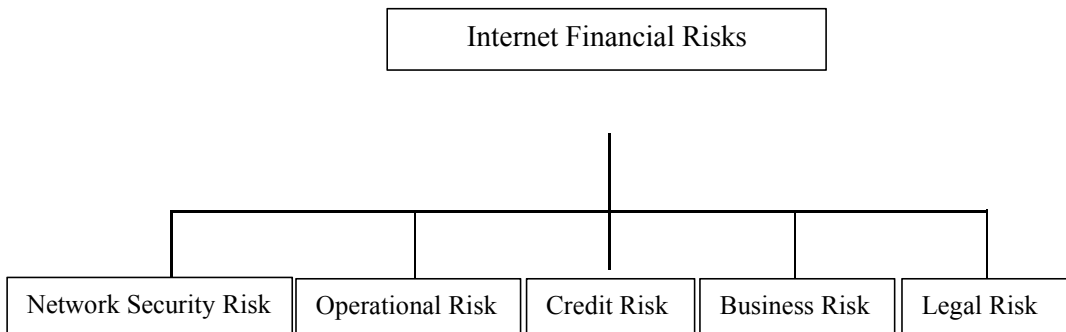 Internet Financial Risks
Network Security Risk
Operational Risk
Credit Risk
Business Risk
Legal Risk